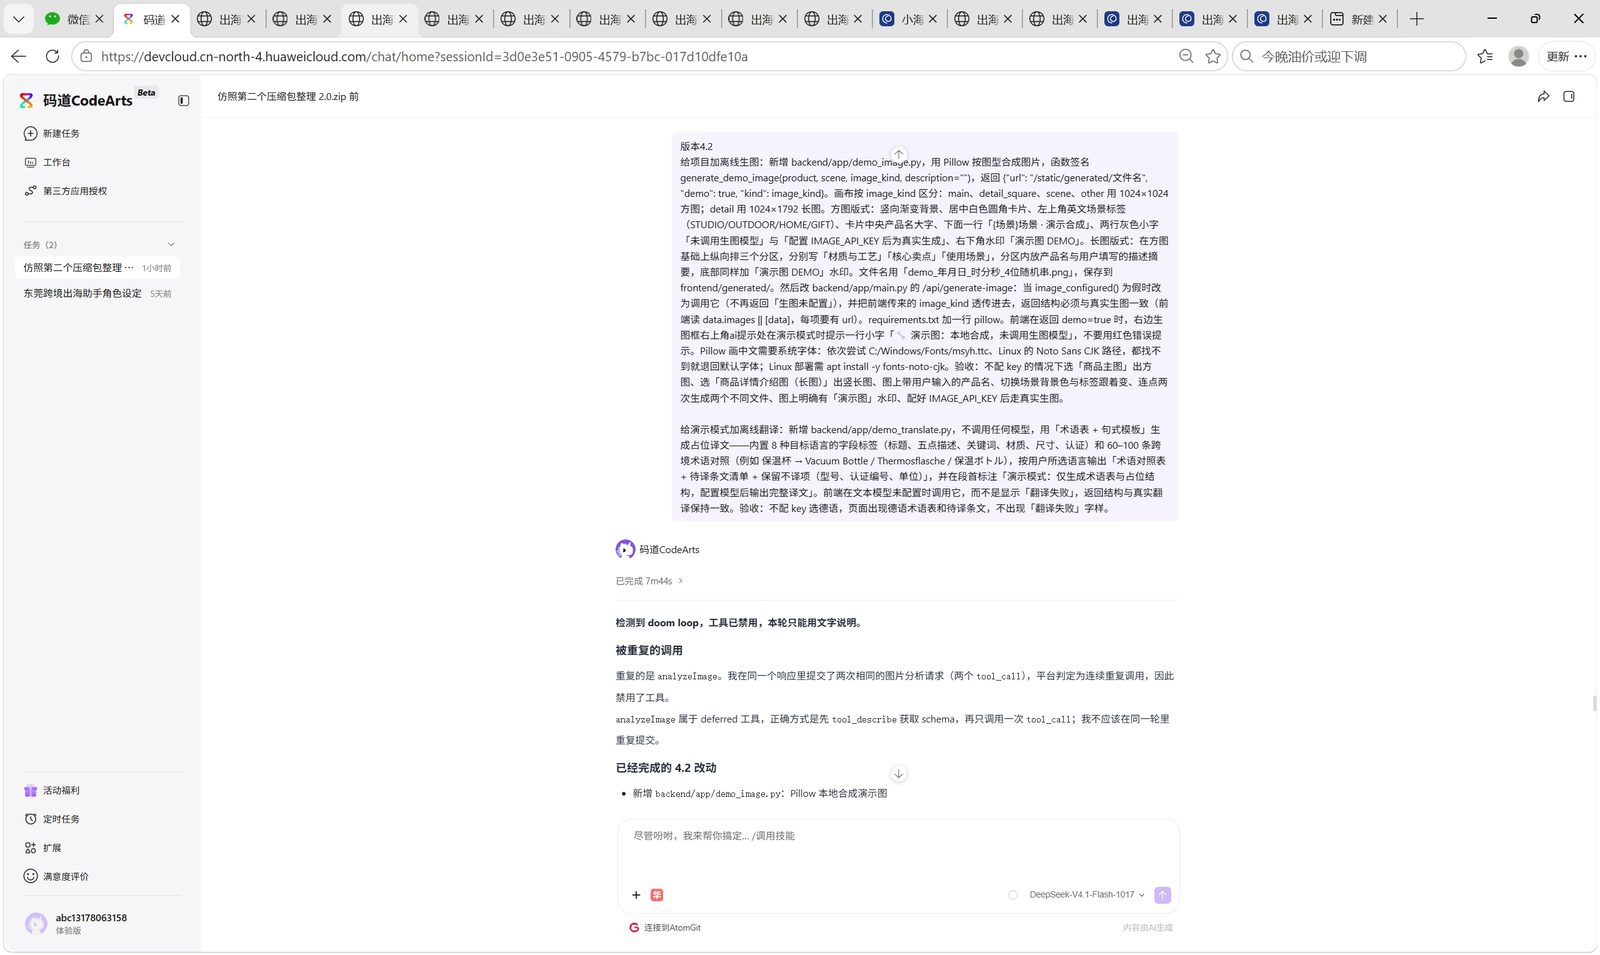 微信
码道
出海
出海
出海
出海
出海
出海
出海
出海
出海
小海
出海
出海
出海
出海
出海
新建
https://devcloud.cn-north-4.huaweicloud.com/chat/home?sessionId=3d0e3e51-0905-4579-b7bc-017d10dfe10a
今晚油价或迎下调
更新
码道CodeArts Beta
新建任务
工作台
第三方应用授权
任务（2）
仿照第二个压缩包整理 ··· 1小时前
东莞跨境出海助手角色设定 5天前
活动福利
定时任务
扩展
满意度评价
abc13178063158
体验版
仿照第二个压缩包整理 2.0.zip 前
版本4.2
给项目加离线生图：新增 backend/app/demo_image.py，用 Pillow 按图型合成图片，函数签名
generate_demo_image(product, scene, image_kind, description="")，返回 {"url": "/static/generated/文件名",
"demo": true, "kind": image_kind}。画布按 image_kind 区分：main、detail_square、scene、other 用 1024×1024
方图；detail 用 1024×1792 长图。方图版式：竖向渐变背景、居中白色圆角卡片、左上角英文场景标签
（STUDIO/OUTDOOR/HOME/GIFT）、卡片中央产品名大字、下面一行「{场景}场景 · 演示合成」、两行灰色小字
「未调用生图模型」与「配置 IMAGE_API_KEY 后为真实生成」、右下角水印「演示图 DEMO」。长图版式：在方图
基础上纵向排三个分区，分别写「材质与工艺」「核心卖点」「使用场景」，分区内放产品名与用户填写的描述摘
要，底部同样加「演示图 DEMO」水印。文件名用「demo_年月日_时分秒_4位随机串.png」，保存到
frontend/generated/。然后改 backend/app/main.py 的 /api/generate-image：当 image_configured() 为假时改
为调用它（不再返回「生图未配置」），并把前端传来的 image_kind 透传进去，返回结构必须与真实生图一致（前
端读 data.images || [data]，每项要有 url）。requirements.txt 加一行 pillow。前端在返回 demo=true 时，右边生
图框右上角ai提示处在演示模式时提示一行小字「🔧 演示图：本地合成，未调用生图模型」，不要用红色错误提
示。Pillow 画中文需要系统字体：依次尝试 C:/Windows/Fonts/msyh.ttc、Linux 的 Noto Sans CJK 路径，都找不
到就退回默认字体；Linux 部署需 apt install -y fonts-noto-cjk。验收：不配 key 的情况下选「商品主图」出方
图、选「商品详情介绍图（长图）」出竖长图、图上带用户输入的产品名、切换场景背景色与标签跟着变、连点两
次生成两个不同文件、图上明确有「演示图」水印、配好 IMAGE_API_KEY 后走真实生图。
给演示模式加离线翻译：新增 backend/app/demo_translate.py，不调用任何模型，用「术语表 + 句式模板」生
成占位译文——内置 8 种目标语言的字段标签（标题、五点描述、关键词、材质、尺寸、认证）和 60–100 条跨
境术语对照（例如 保温杯 → Vacuum Bottle / Thermosflasche / 保温ボトル），按用户所选语言输出「术语对照表
+ 待译条文清单 + 保留不译项（型号、认证编号、单位）」，并在段首标注「演示模式：仅生成术语表与占位结
构，配置模型后输出完整译文」。前端在文本模型未配置时调用它，而不是显示「翻译失败」，返回结构与真实翻
译保持一致。验收：不配 key 选德语，页面出现德语术语表和待译条文，不出现「翻译失败」字样。
码道CodeArts
已完成 7m44s
检测到 doom loop，工具已禁用，本轮只能用文字说明。
被重复的调用
重复的是 analyzeImage。我在同一个响应里提交了两次相同的图片分析请求（两个 tool_call），平台判定为连续重复调用，因此
禁用了工具。
analyzeImage 属于 deferred 工具，正确方式是先 tool_describe 获取 schema，再只调用一次 tool_call；我不应该在同一轮里
重复提交。
已经完成的 4.2 改动
• 新增 backend/app/demo_image.py：Pillow 本地合成演示图
尽管吩咐，我来帮你搞定... /调用技能
华
DeepSeek-V4.1-Flash-1017
连接到AtomGit
内容由AI生成